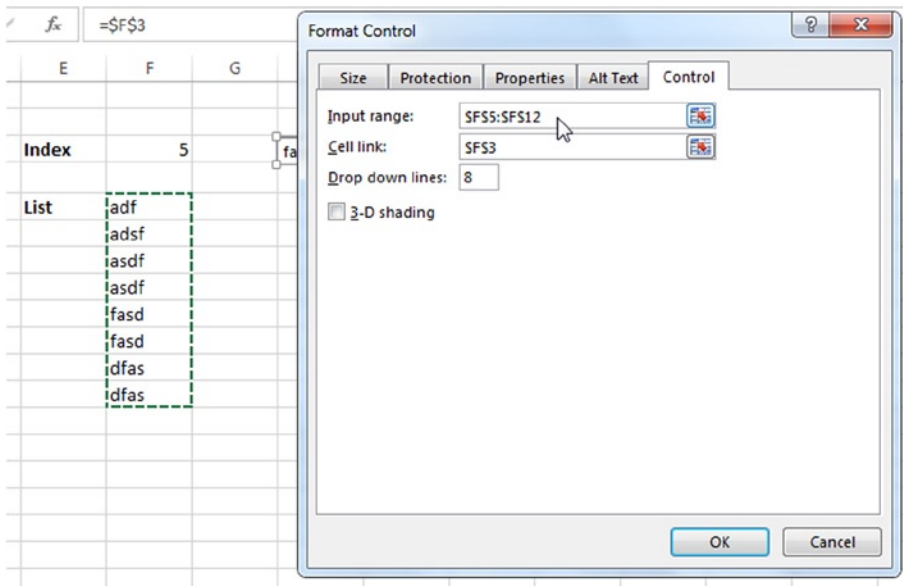 fx =$F$3
Format Control
E F G
Size Protection Properties Alt Text Control
Input range: $F$5:$F$12
Index 5 fa
Cell link: $F$3
Drop down lines: 8
List adf
3-D shading
adsf
asdf
asdf
fasd
fasd
dfas
dfas
OK Cancel